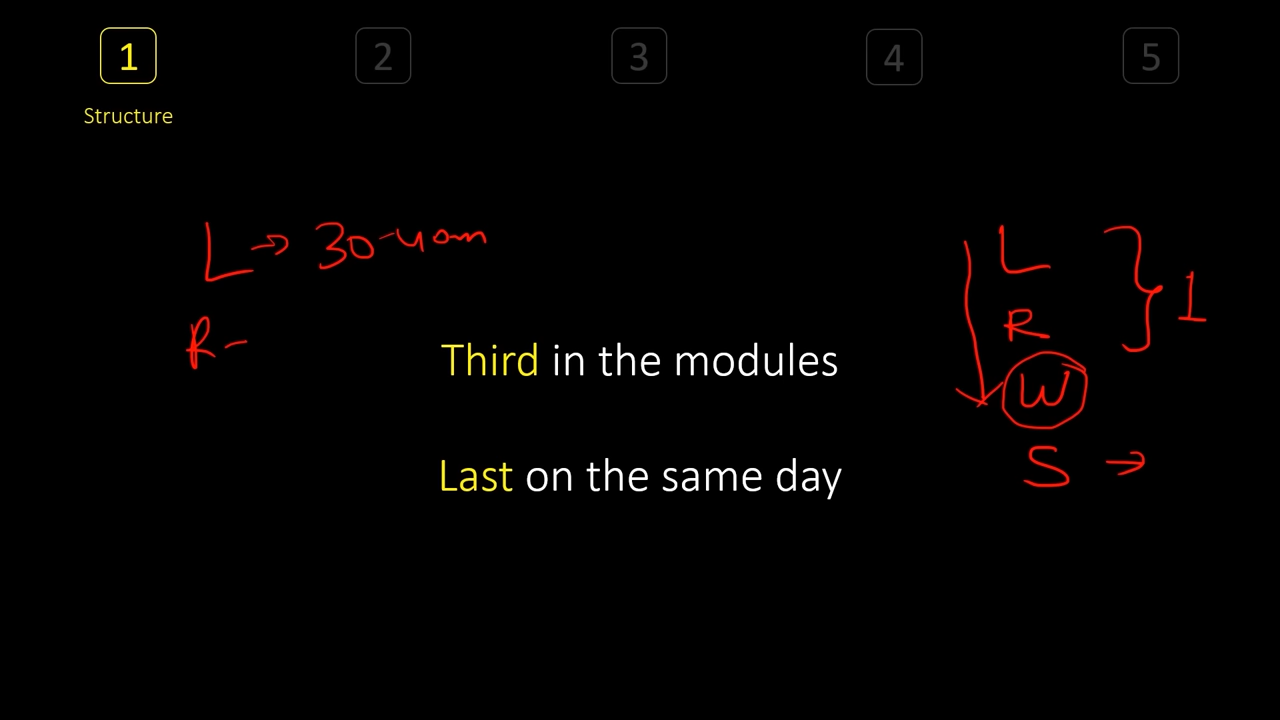 1 2 3 4 5
Structure
L → 30-40m
R -
Third in the modules
Last on the same day
L
R
W
S →
} 1